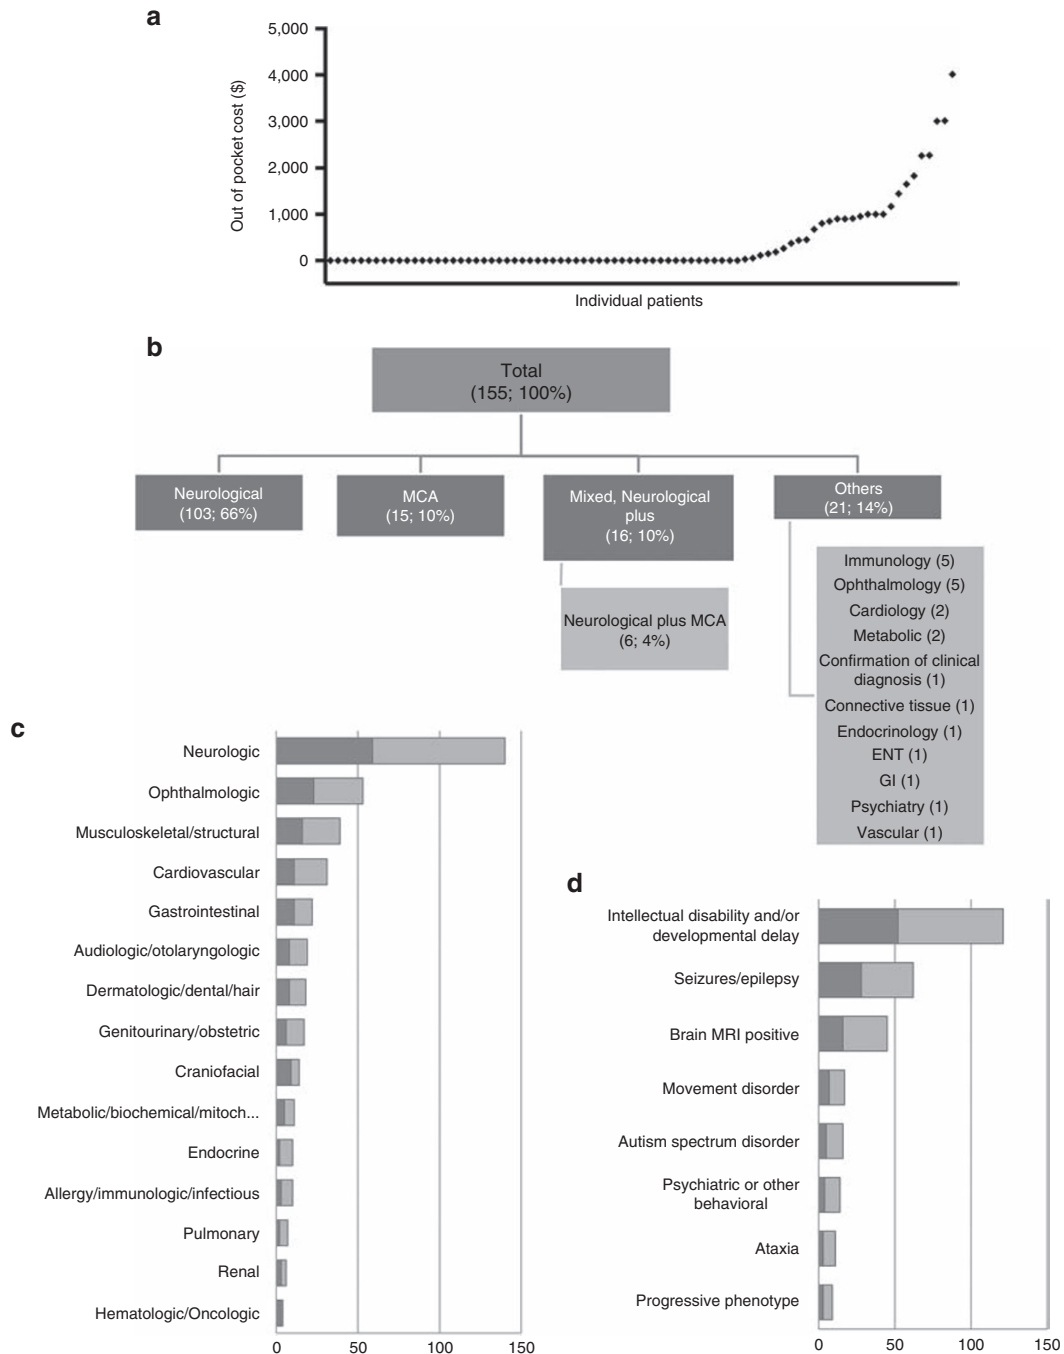 a
5,000
4,000
3,000
2,000
1,000
0
Out of pocket cost ($)
Individual patients
b
Total
(155; 100%)
Neurological
(103; 66%)
MCA
(15; 10%)
Mixed, Neurological
plus
(16; 10%)
Others
(21; 14%)
Neurological plus MCA
(6; 4%)
Immunology (5)
Ophthalmology (5)
Cardiology (2)
Metabolic (2)
Confirmation of clinical
diagnosis (1)
Connective tissue (1)
Endocrinology (1)
ENT (1)
GI (1)
Psychiatry (1)
Vascular (1)
c
Neurologic
Ophthalmologic
Musculoskeletal/structural
Cardiovascular
Gastrointestinal
Audiologic/otolaryngologic
Dermatologic/dental/hair
Genitourinary/obstetric
Craniofacial
Metabolic/biochemical/mitoch...
Endocrine
Allergy/immunologic/infectious
Pulmonary
Renal
Hematologic/Oncologic
0 50 100 150
d
Intellectual disability and/or
developmental delay
Seizures/epilepsy
Brain MRI positive
Movement disorder
Autism spectrum disorder
Psychiatric or other
behavioral
Ataxia
Progressive phenotype
0 50 100 150